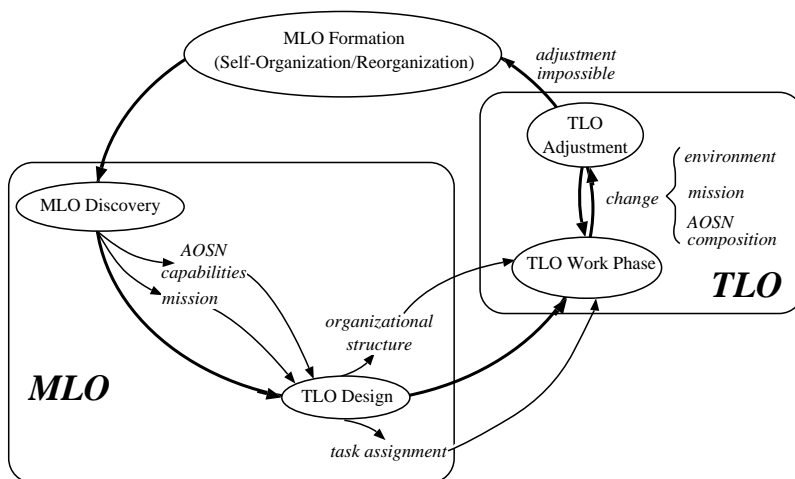 MLO Formation
(Self-Organization/Reorganization)
adjustment
impossible
TLO
Adjustment
environment
change
mission
AOSN
composition
MLO Discovery
AOSN
capabilities
mission
TLO Work Phase
TLO
organizational
structure
MLO
TLO Design
task assignment